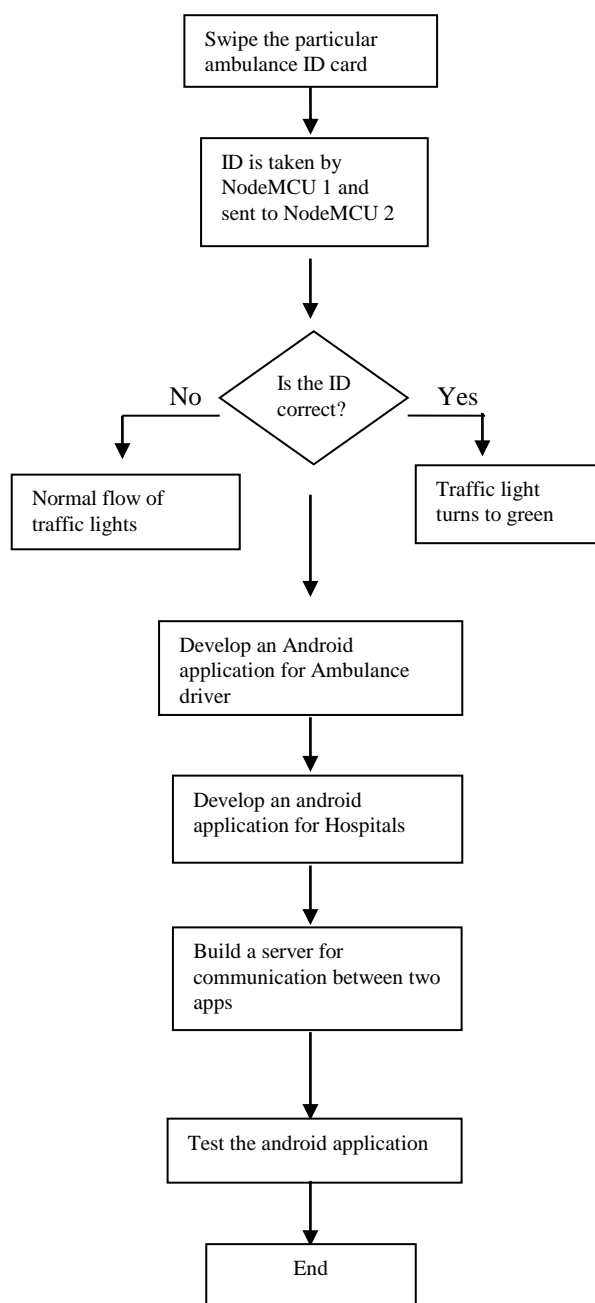 Swipe the particular
ambulance ID card
ID is taken by
NodeMCU 1 and
sent to NodeMCU 2
Is the ID
correct?
No
Yes
Normal flow of
traffic lights
Traffic light
turns to green
Develop an Android
application for Ambulance
driver
Develop an android
application for Hospitals
Build a server for
communication between two
apps
Test the android application
End